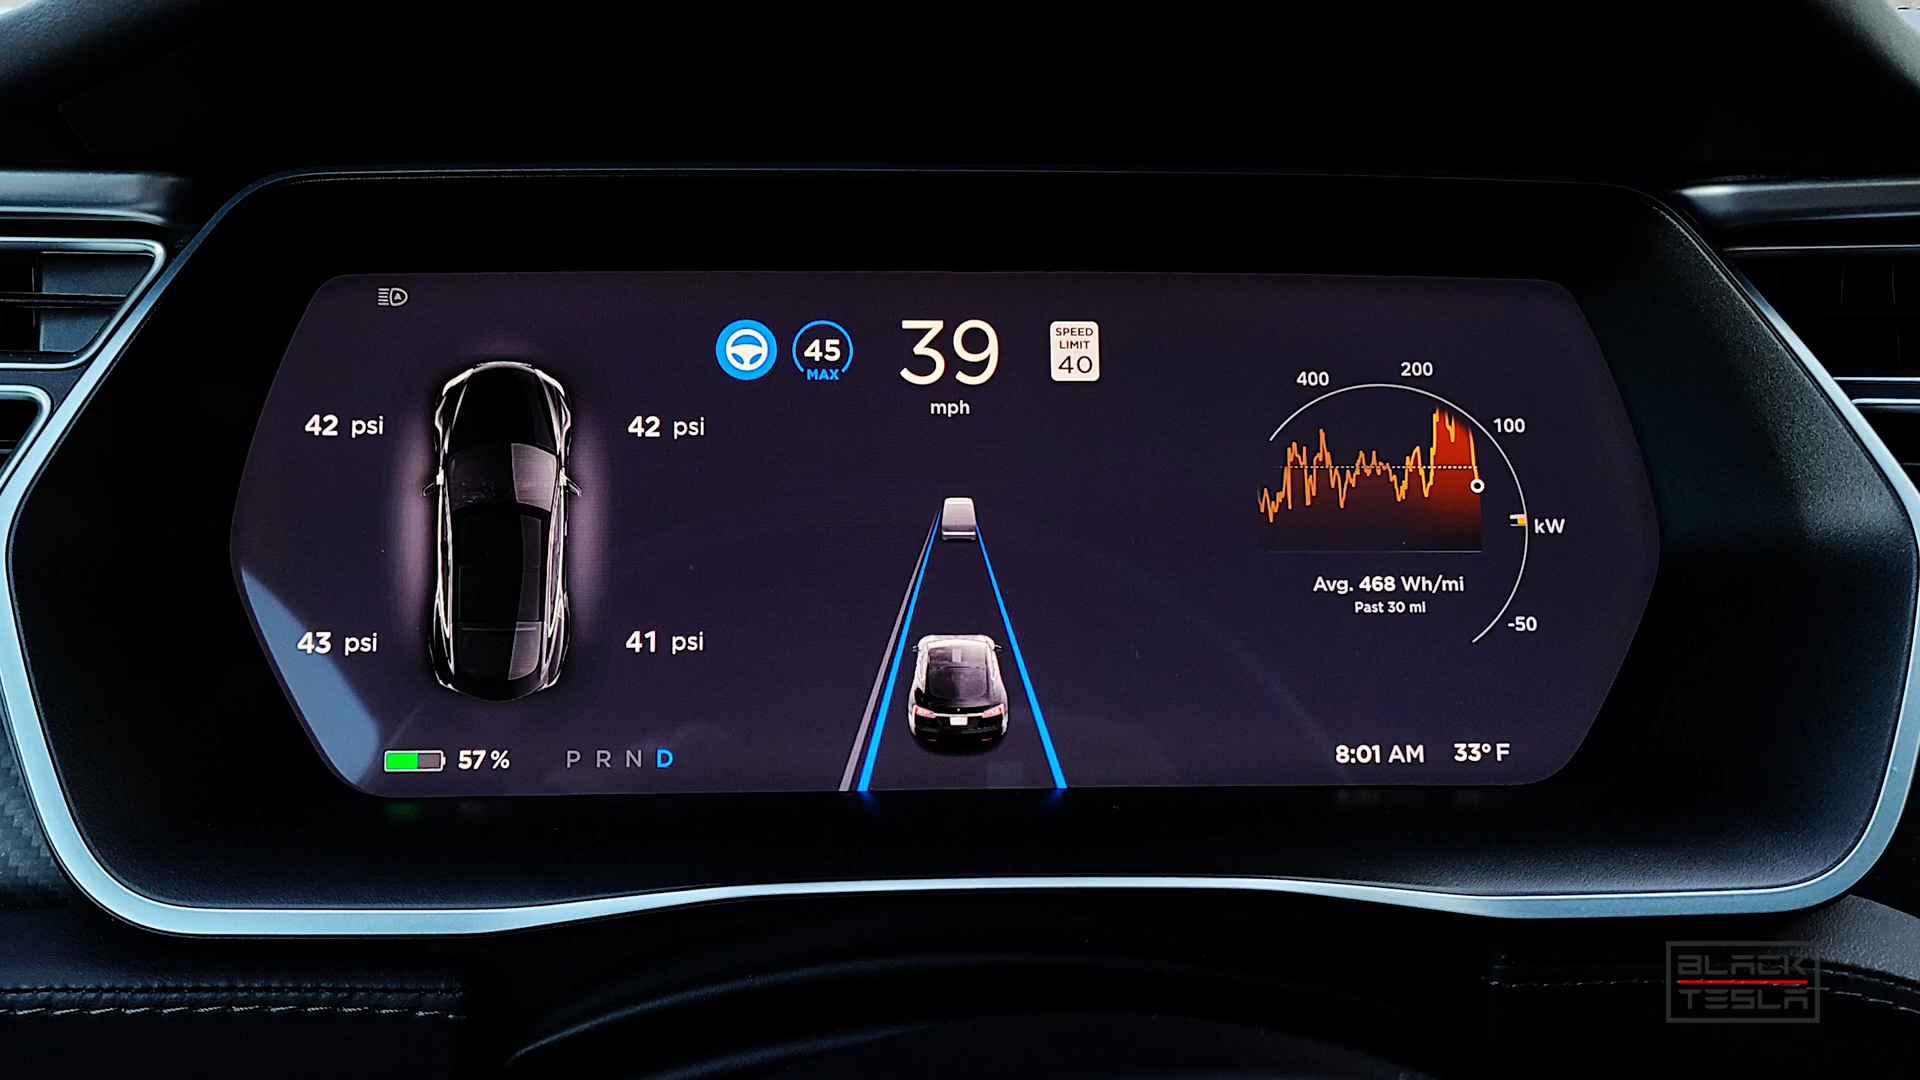 A
45
MAX
39
mph
SPEED
LIMIT
40
42 psi
42 psi
43 psi
41 psi
400
200
100
kW
-50
Avg. 468 Wh/mi
Past 30 mi
57 %
P R N D
8:01 AM 33° F
BLACK
TESLA